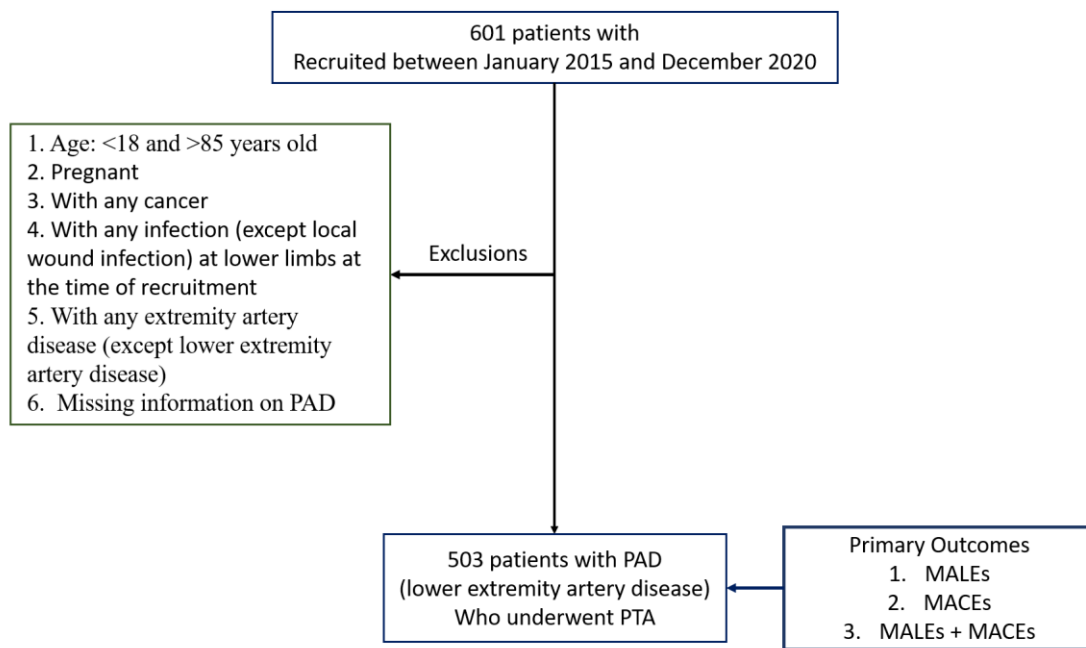 601 patients with
Recruited between January 2015 and December 2020
1. Age: <18 and >85 years old
2. Pregnant
3. With any cancer
4. With any infection (except local
wound infection) at lower limbs at
the time of recruitment
5. With any extremity artery
disease (except lower extremity
artery disease)
6. Missing information on PAD
Exclusions
503 patients with PAD
(lower extremity artery disease)
Who underwent PTA
Primary Outcomes
1. MALEs
2. MACEs
3. MALEs + MACEs